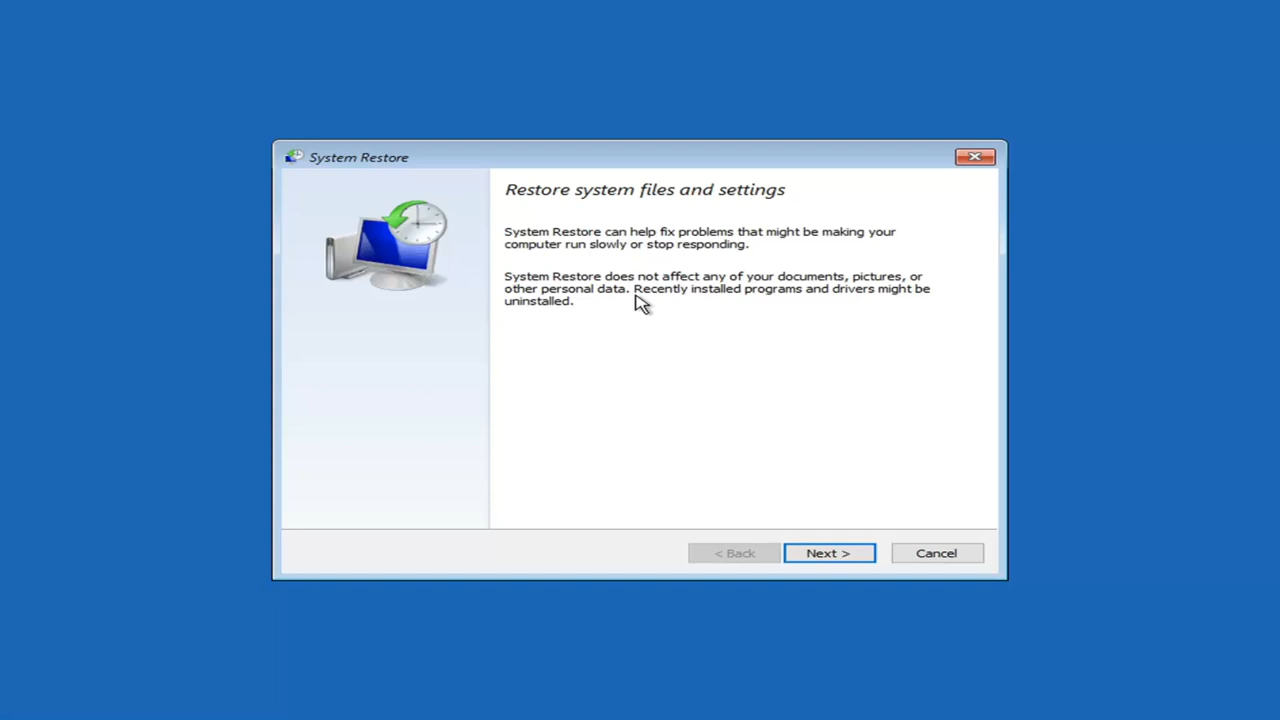 System Restore
Restore system files and settings
System Restore can help fix problems that might be making your
computer run slowly or stop responding.
System Restore does not affect any of your documents, pictures, or
other personal data. Recently installed programs and drivers might be
uninstalled.
< Back Next > Cancel